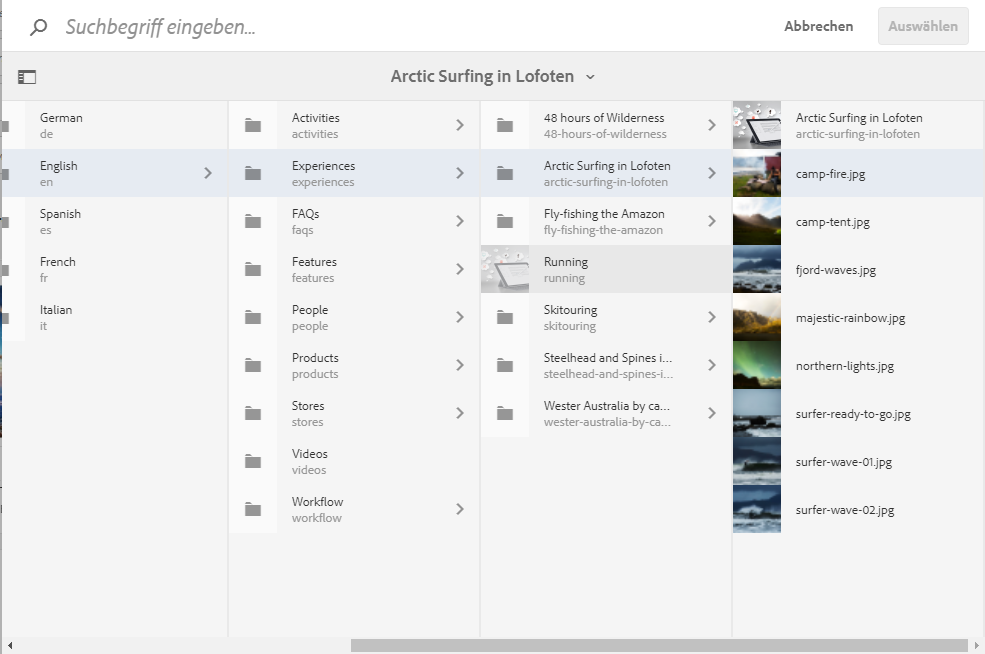 Suchbegriff eingeben...
Abbrechen
Auswählen
Arctic Surfing in Lofoten
German
de
English
en
Spanish
es
French
fr
Italian
it
Activities
activities
Experiences
experiences
FAQs
faqs
Features
features
People
people
Products
products
Stores
stores
Videos
videos
Workflow
workflow
48 hours of Wilderness
48-hours-of-wilderness
Arctic Surfing in Lofoten
arctic-surfing-in-lofoten
Fly-fishing the Amazon
fly-fishing-the-amazon
Running
running
Skitouring
skitouring
Steelhead and Spines i...
steelhead-and-spines-i...
Wester Australia by ca...
wester-australia-by-ca...
Arctic Surfing in Lofoten
arctic-surfing-in-lofoten
camp-fire.jpg
camp-tent.jpg
fjord-waves.jpg
majestic-rainbow.jpg
northern-lights.jpg
surfer-ready-to-go.jpg
surfer-wave-01.jpg
surfer-wave-02.jpg